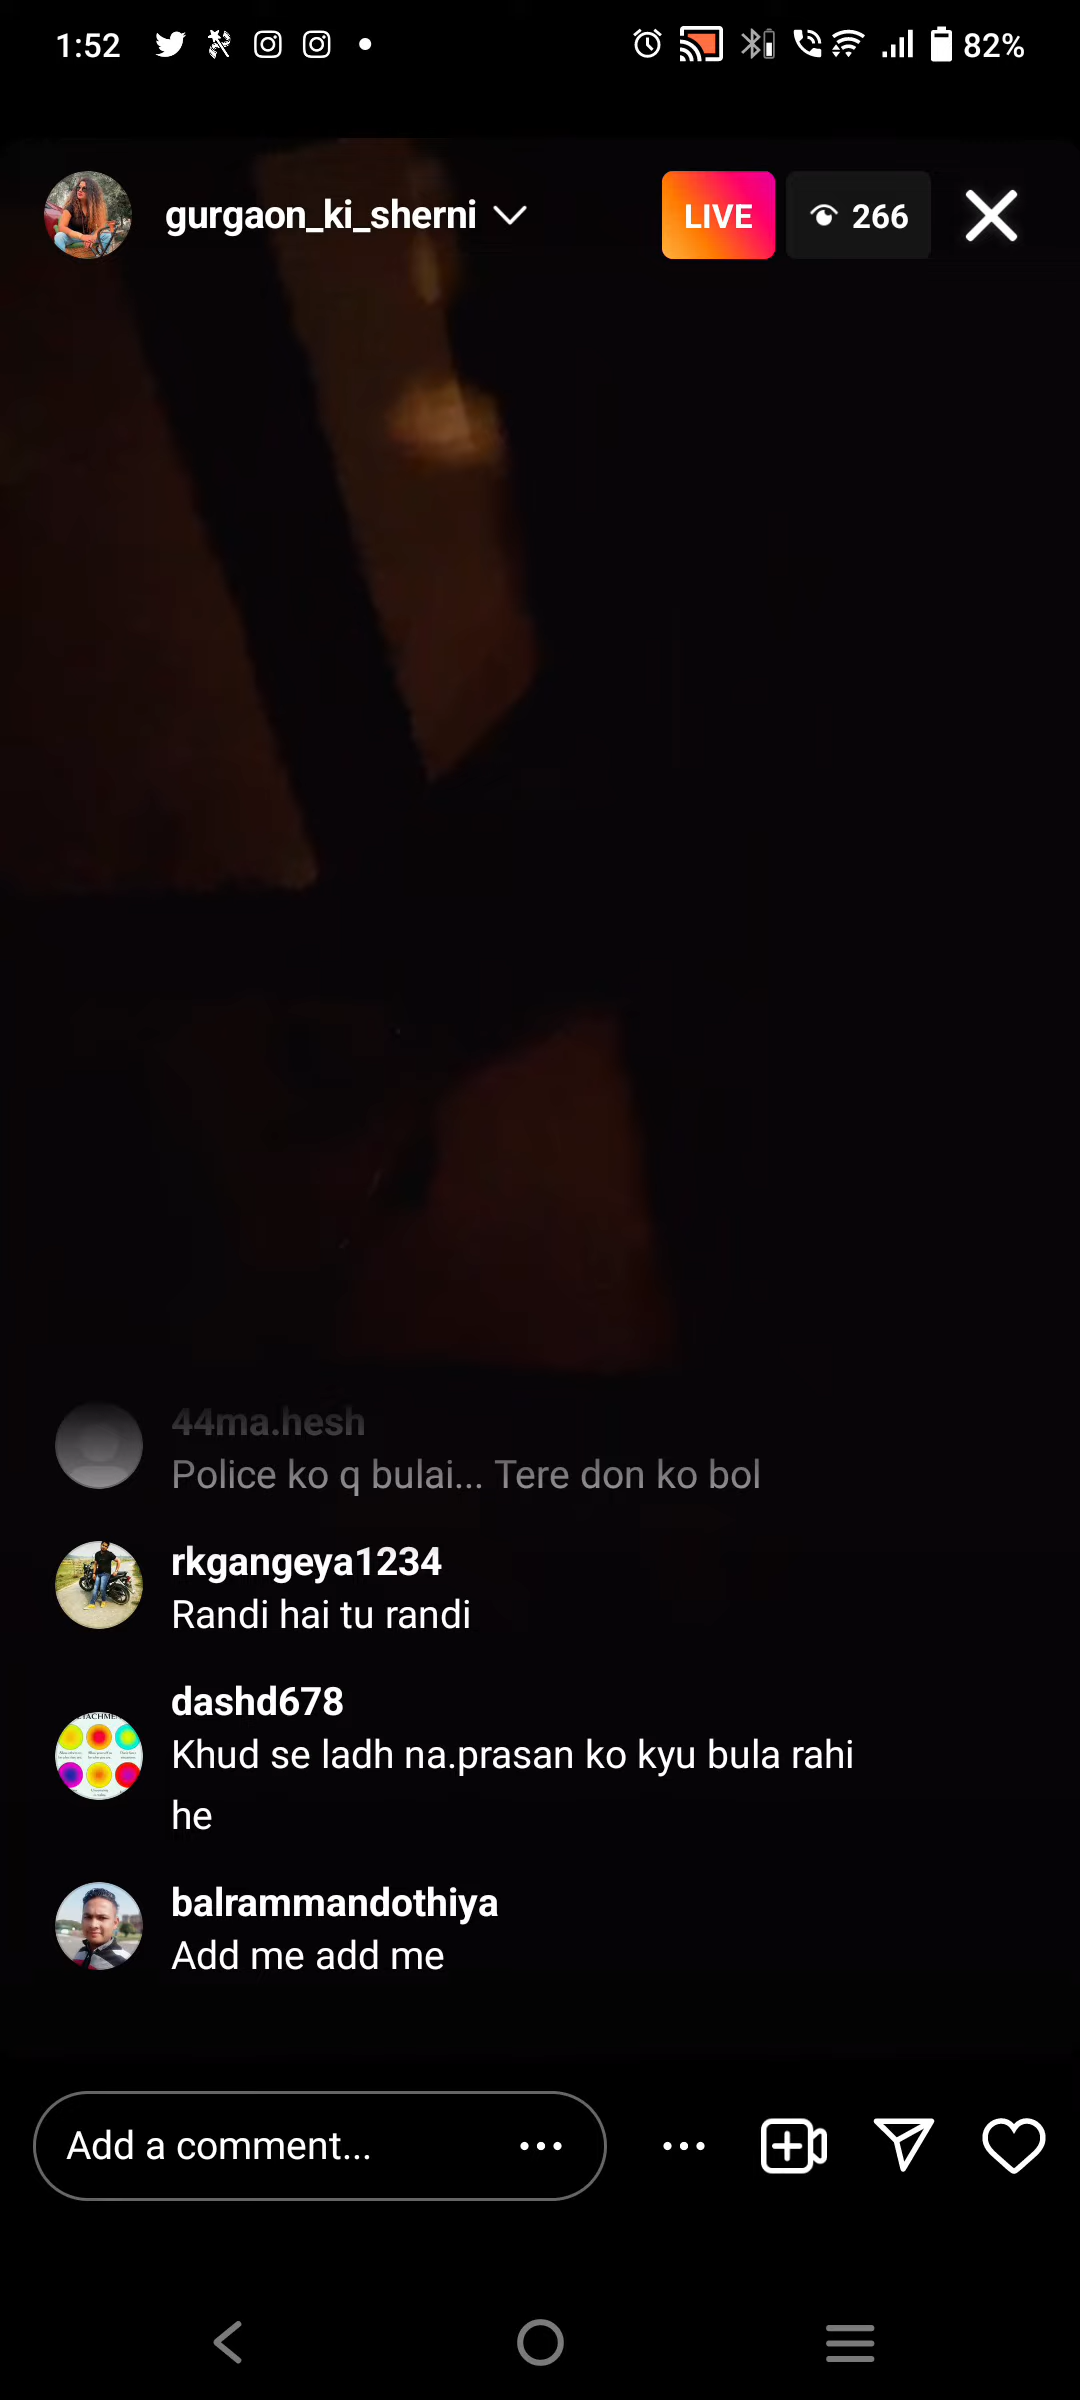 1:52
82%
gurgaon_ki_sherni
LIVE
266
44ma.hesh
Police ko q bulai... Tere don ko bol
rkgangeya1234
Randi hai tu randi
dashd678
Khud se ladh na.prasan ko kyu bula rahi
he
balrammandothiya
Add me add me
Add a comment...